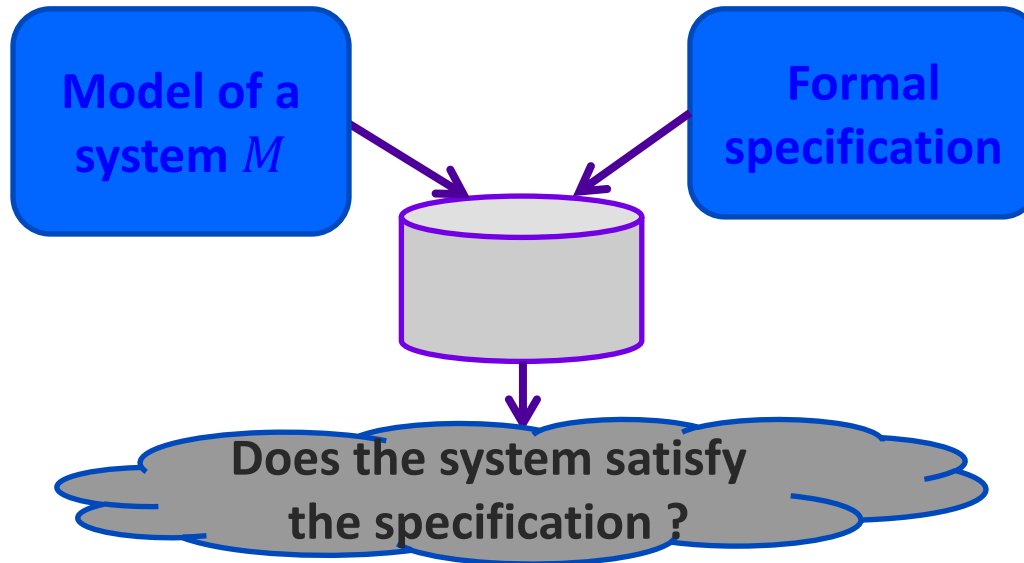 Model of a
system M
Formal
specification
Does the system satisfy
the specification ?